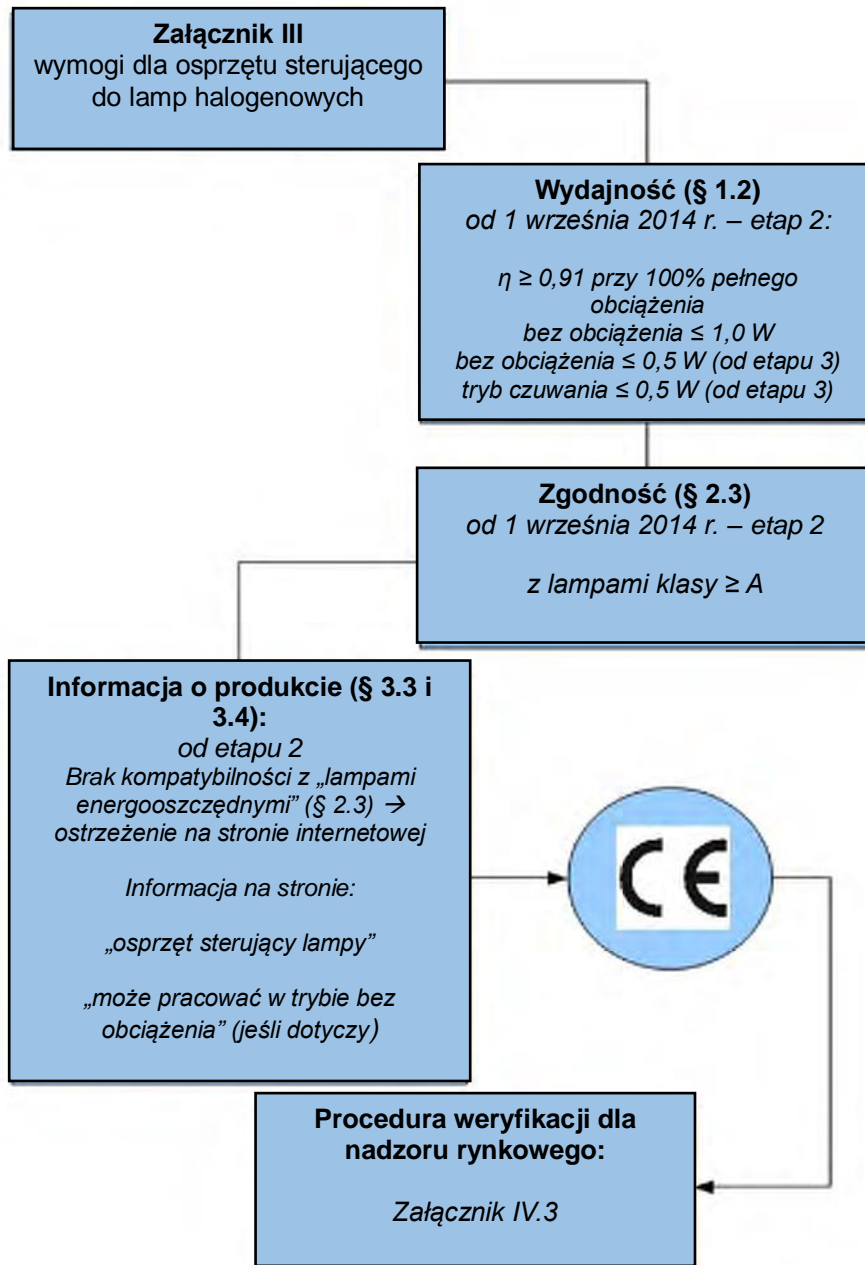 Załącznik III
wymogi dla osprzętu sterującego
do lamp halogenowych
Wydajność (§ 1.2)
od 1 września 2014 r. – etap 2:
η ≥ 0,91 przy 100% pełnego
obciążenia
bez obciążenia ≤ 1,0 W
bez obciążenia ≤ 0,5 W (od etapu 3)
tryb czuwania ≤ 0,5 W (od etapu 3)
Zgodność (§ 2.3)
od 1 września 2014 r. – etap 2
z lampami klasy ≥ A
Informacja o produkcie (§ 3.3 i
3.4):
od etapu 2
Brak kompatybilności z „lampami
energooszczędnymi” (§ 2.3) →
ostrzeżenie na stronie internetowej
Informacja na stronie:
„osprzęt sterujący lampy”
„może pracować w trybie bez
obciążenia” (jeśli dotyczy)
CE
Procedura weryfikacji dla
nadzoru rynkowego:
Załącznik IV.3